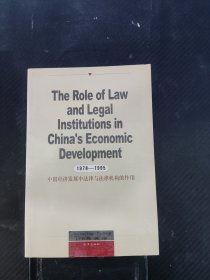 The Role of Law
and Legal
Institutions in
China's Economic
Development
1978—1995
中国经济发展中法律与法律机构的作用